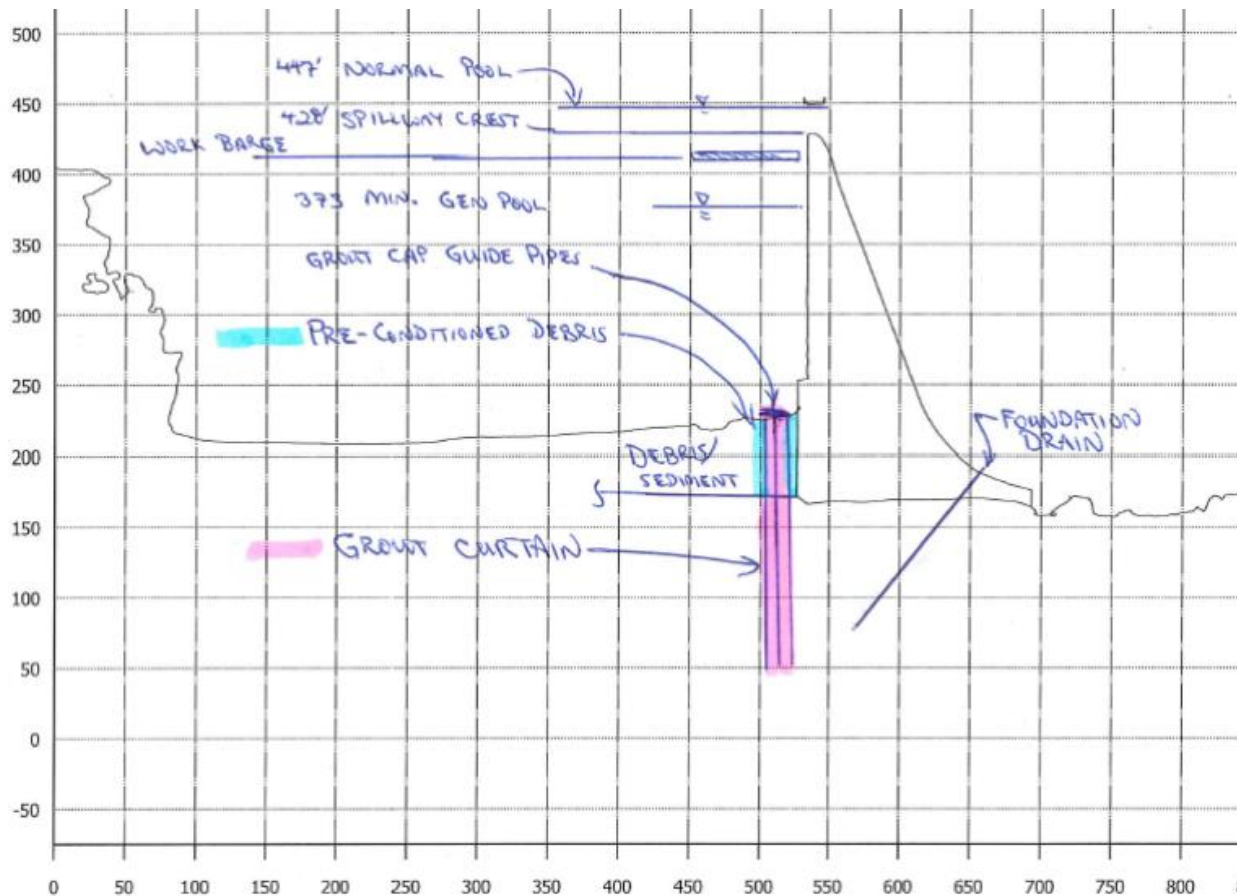 500
447' NORMAL POOL
450
428' SPILLWAY CREST
WORK BARGE
400
373 MIN. GEN POOL
350
GROUT CAP GUIDE PIPES
300
PRE-CONDITIONED DEBRIS
250
FOUNDATION
DRAIN
200
DEBRIS/
SEDIMENT
150
GROUT CURTAIN
100
50
0
-50
0 50 100 150 200 250 300 350 400 450 500 550 600 650 700 750 800